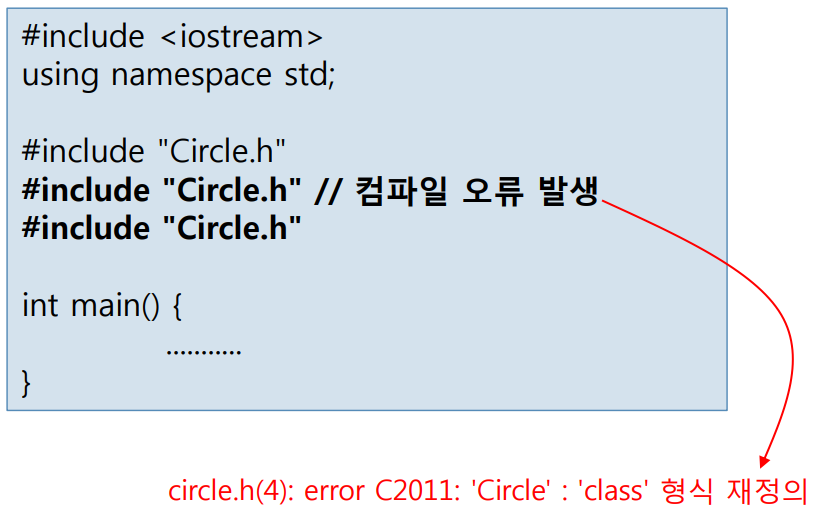 #include <iostream>
using namespace std;
#include "Circle.h"
#include "Circle.h" // 컴파일 오류 발생
#include "Circle.h"
int main() {
...........
}
circle.h(4): error C2011: 'Circle' : 'class' 형식 재정의